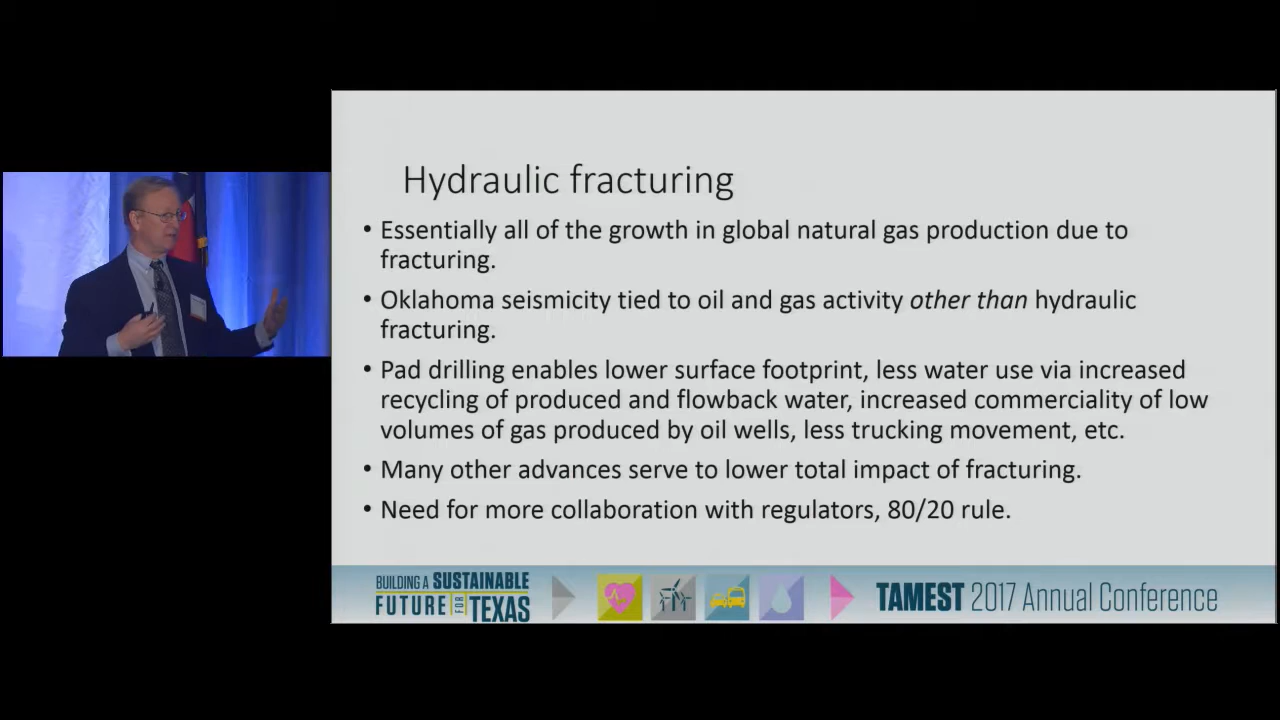 Hydraulic fracturing
• Essentially all of the growth in global natural gas production due to
fracturing.
• Oklahoma seismicity tied to oil and gas activity other than hydraulic
fracturing.
• Pad drilling enables lower surface footprint, less water use via increased
recycling of produced and flowback water, increased commerciality of low
volumes of gas produced by oil wells, less trucking movement, etc.
• Many other advances serve to lower total impact of fracturing.
• Need for more collaboration with regulators, 80/20 rule.
BUILDING A SUSTAINABLE
FUTURE FOR TEXAS
TAMEST 2017 Annual Conference